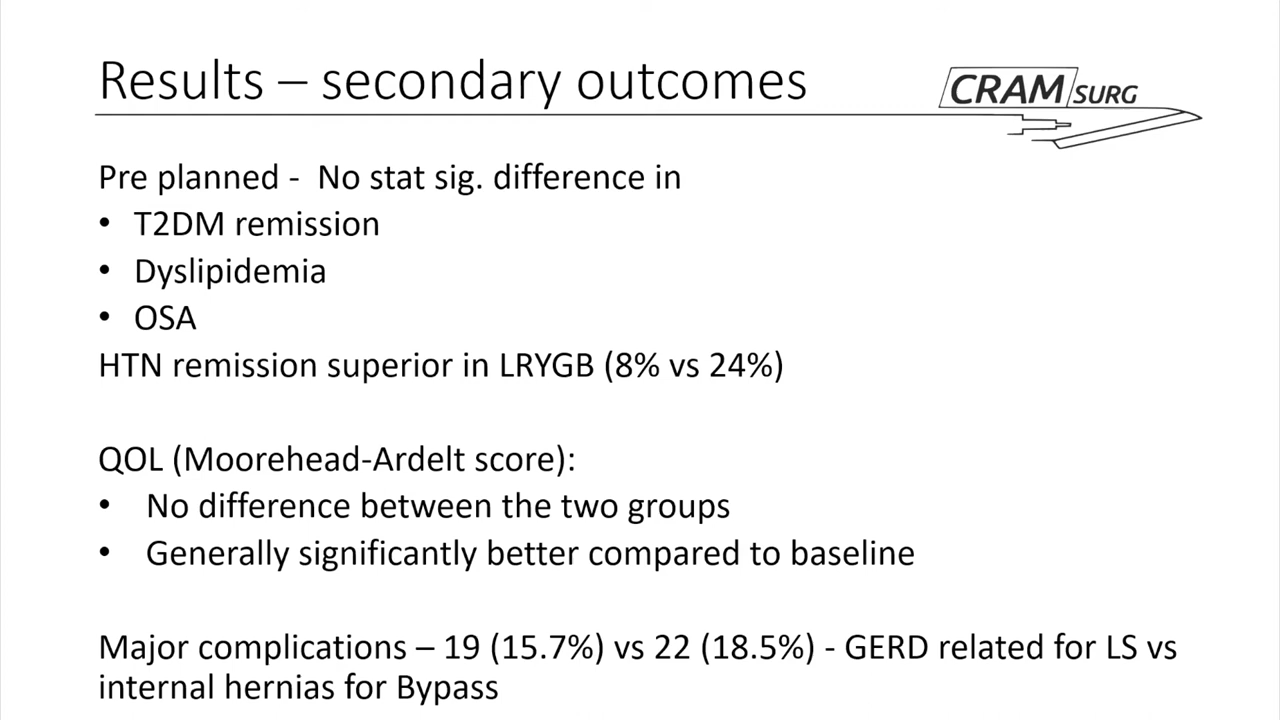 Results – secondary outcomes
CRAM SURG
Pre planned - No stat sig. difference in
• T2DM remission
• Dyslipidemia
• OSA
HTN remission superior in LRYGB (8% vs 24%)
QOL (Moorehead-Ardelt score):
• No difference between the two groups
• Generally significantly better compared to baseline
Major complications – 19 (15.7%) vs 22 (18.5%) - GERD related for LS vs
internal hernias for Bypass